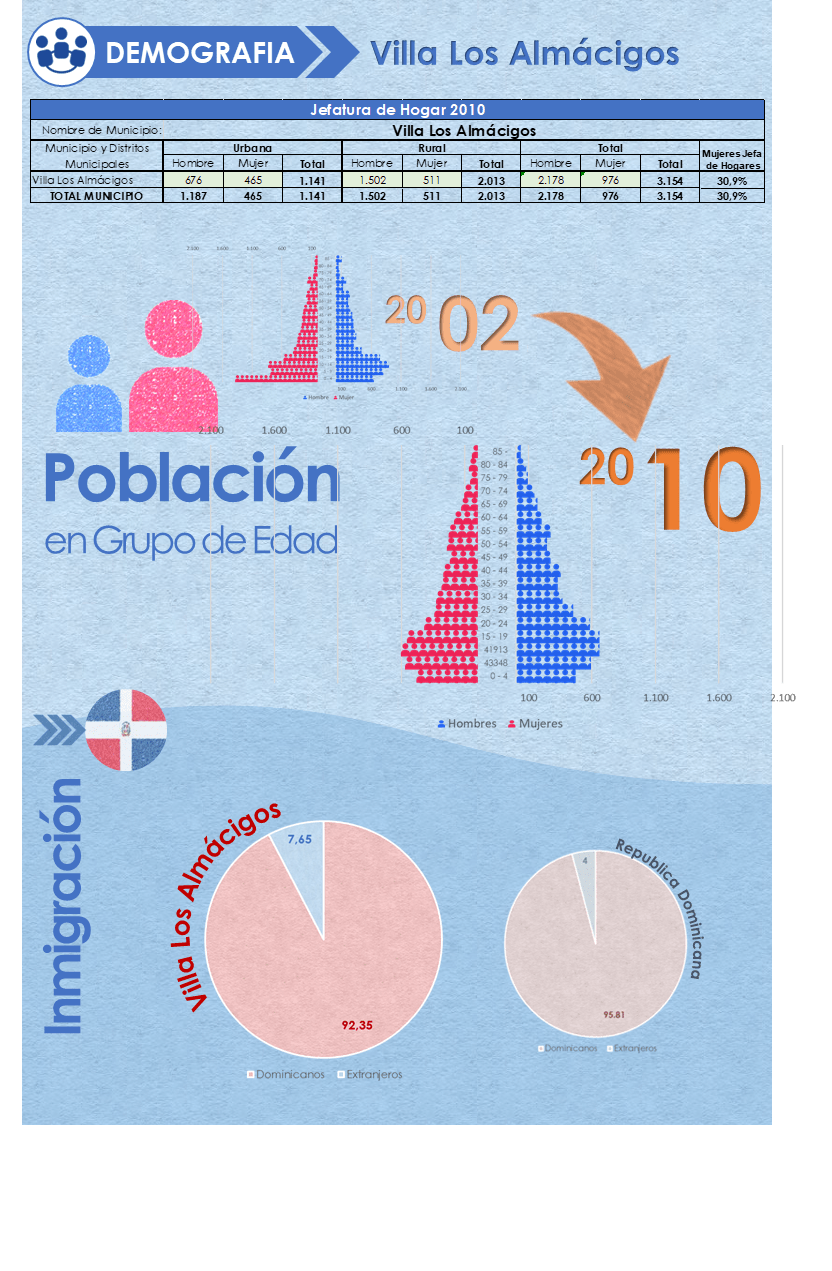 DEMOGRAFIA
Villa Los Almácigos
Jefatura de Hogar 2010
Nombre de Municipio: Villa Los Almácigos
Municipio y Distritos Municipales Urbana Rural Total Mujeres Jefa de Hogares
Hombre Mujer Total Hombre Mujer Total Hombre Mujer Total
Villa Los Almácigos 676 465 1.141 1.502 511 2.013 2.178 976 3.154 30,9%
TOTAL MUNICIPIO 1.187 465 1.141 1.502 511 2.013 2.178 976 3.154 30,9%
2002
Hombre Mujer
2.100 1.600 1.100 600 100
Población
en Grupo de Edad
2010
85 -
80 - 84
75 - 79
70 - 74
65 - 69
60 - 64
55 - 59
50 - 54
45 - 49
40 - 44
35 - 39
30 - 34
25 - 29
20 - 24
15 - 19
41913
43348
0 - 4
100 600 1.100 1.600 2.100
Hombres Mujeres
Inmigración
Villa Los Almácigos
7,65
92,35
Dominicanos Extranjeros
Republica Dominicana
4
95.81
Dominicanos Extranjeros